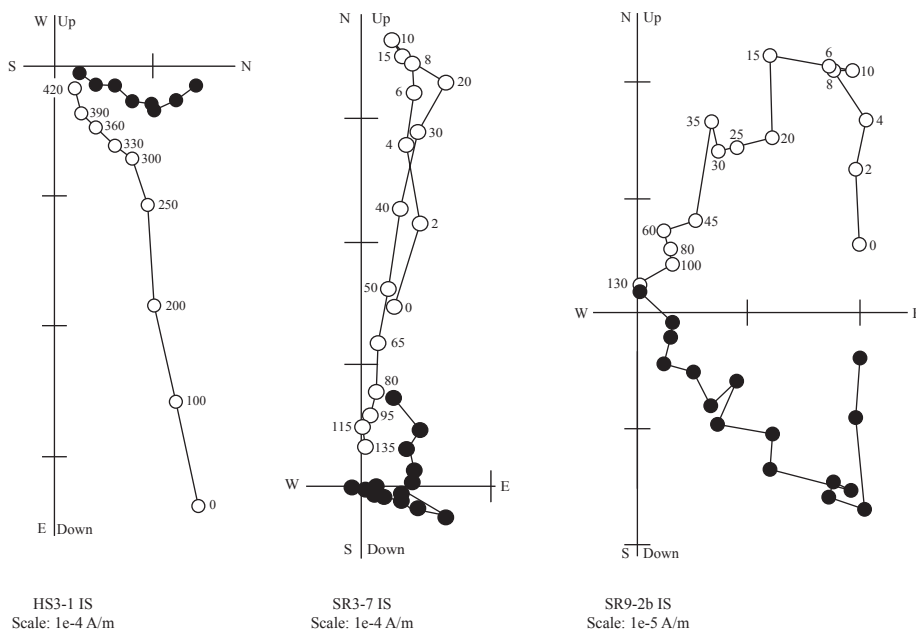 W Up
S N
420
390
360
330
300
250
200
100
0
E Down
HS3-1 IS
Scale: 1e-4 A/m
N Up
10
15 8
20
6
30
4
40
2
50
0
65
80
95
115
135
W E
S Down
SR3-7 IS
Scale: 1e-4 A/m
N Up
15 6
8 10
35 4
25 20
30
2
45
60 0
80
100
130
W E
S Down
SR9-2b IS
Scale: 1e-5 A/m